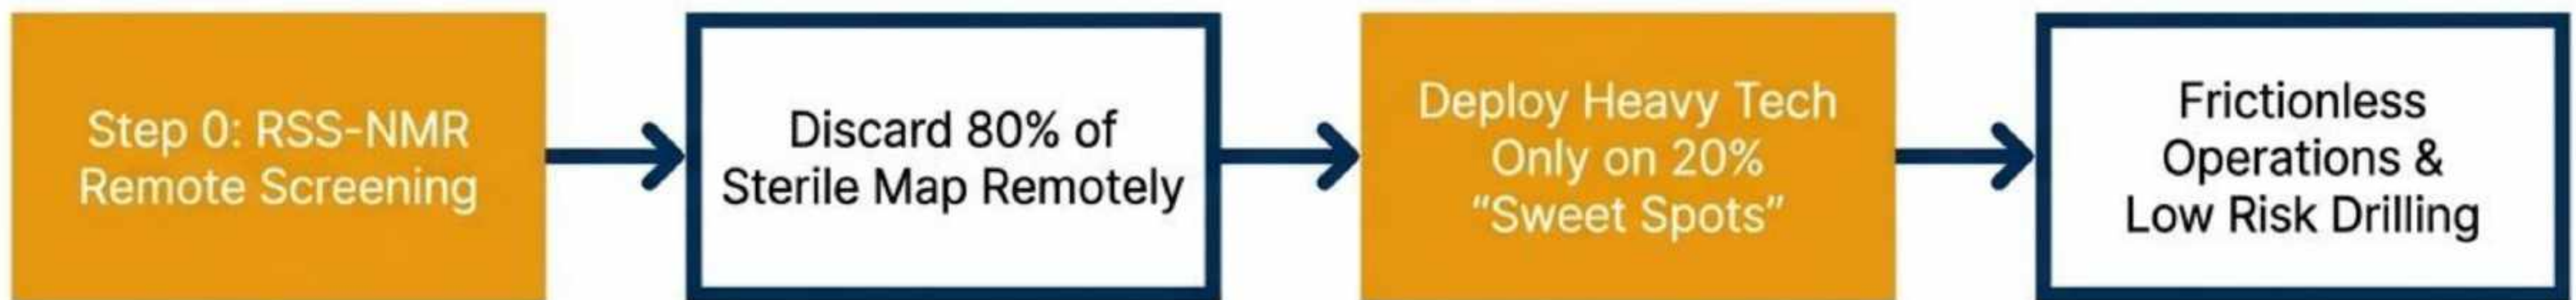 Step 0: RSS-NMR
Remote Screening
Discard 80% of
Sterile Map Remotely
Deploy Heavy Tech
Only on 20%
“Sweet Spots”
Frictionless
Operations &
Low Risk Drilling